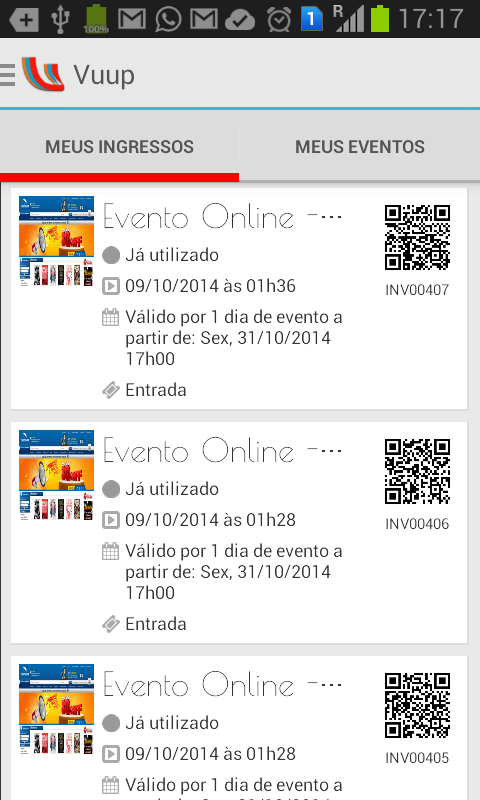 100%
1
R
17:17
Vuup
MEUS INGRESSOS
MEUS EVENTOS
Evento Online -...
Já utilizado
09/10/2014 às 01h36
Válido por 1 dia de evento a
partir de: Sex, 31/10/2014
17h00
Entrada
INV00407
Evento Online -...
Já utilizado
09/10/2014 às 01h28
Válido por 1 dia de evento a
partir de: Sex, 31/10/2014
17h00
Entrada
INV00406
Evento Online -...
Já utilizado
09/10/2014 às 01h28
Válido por 1 dia de evento a
INV00405